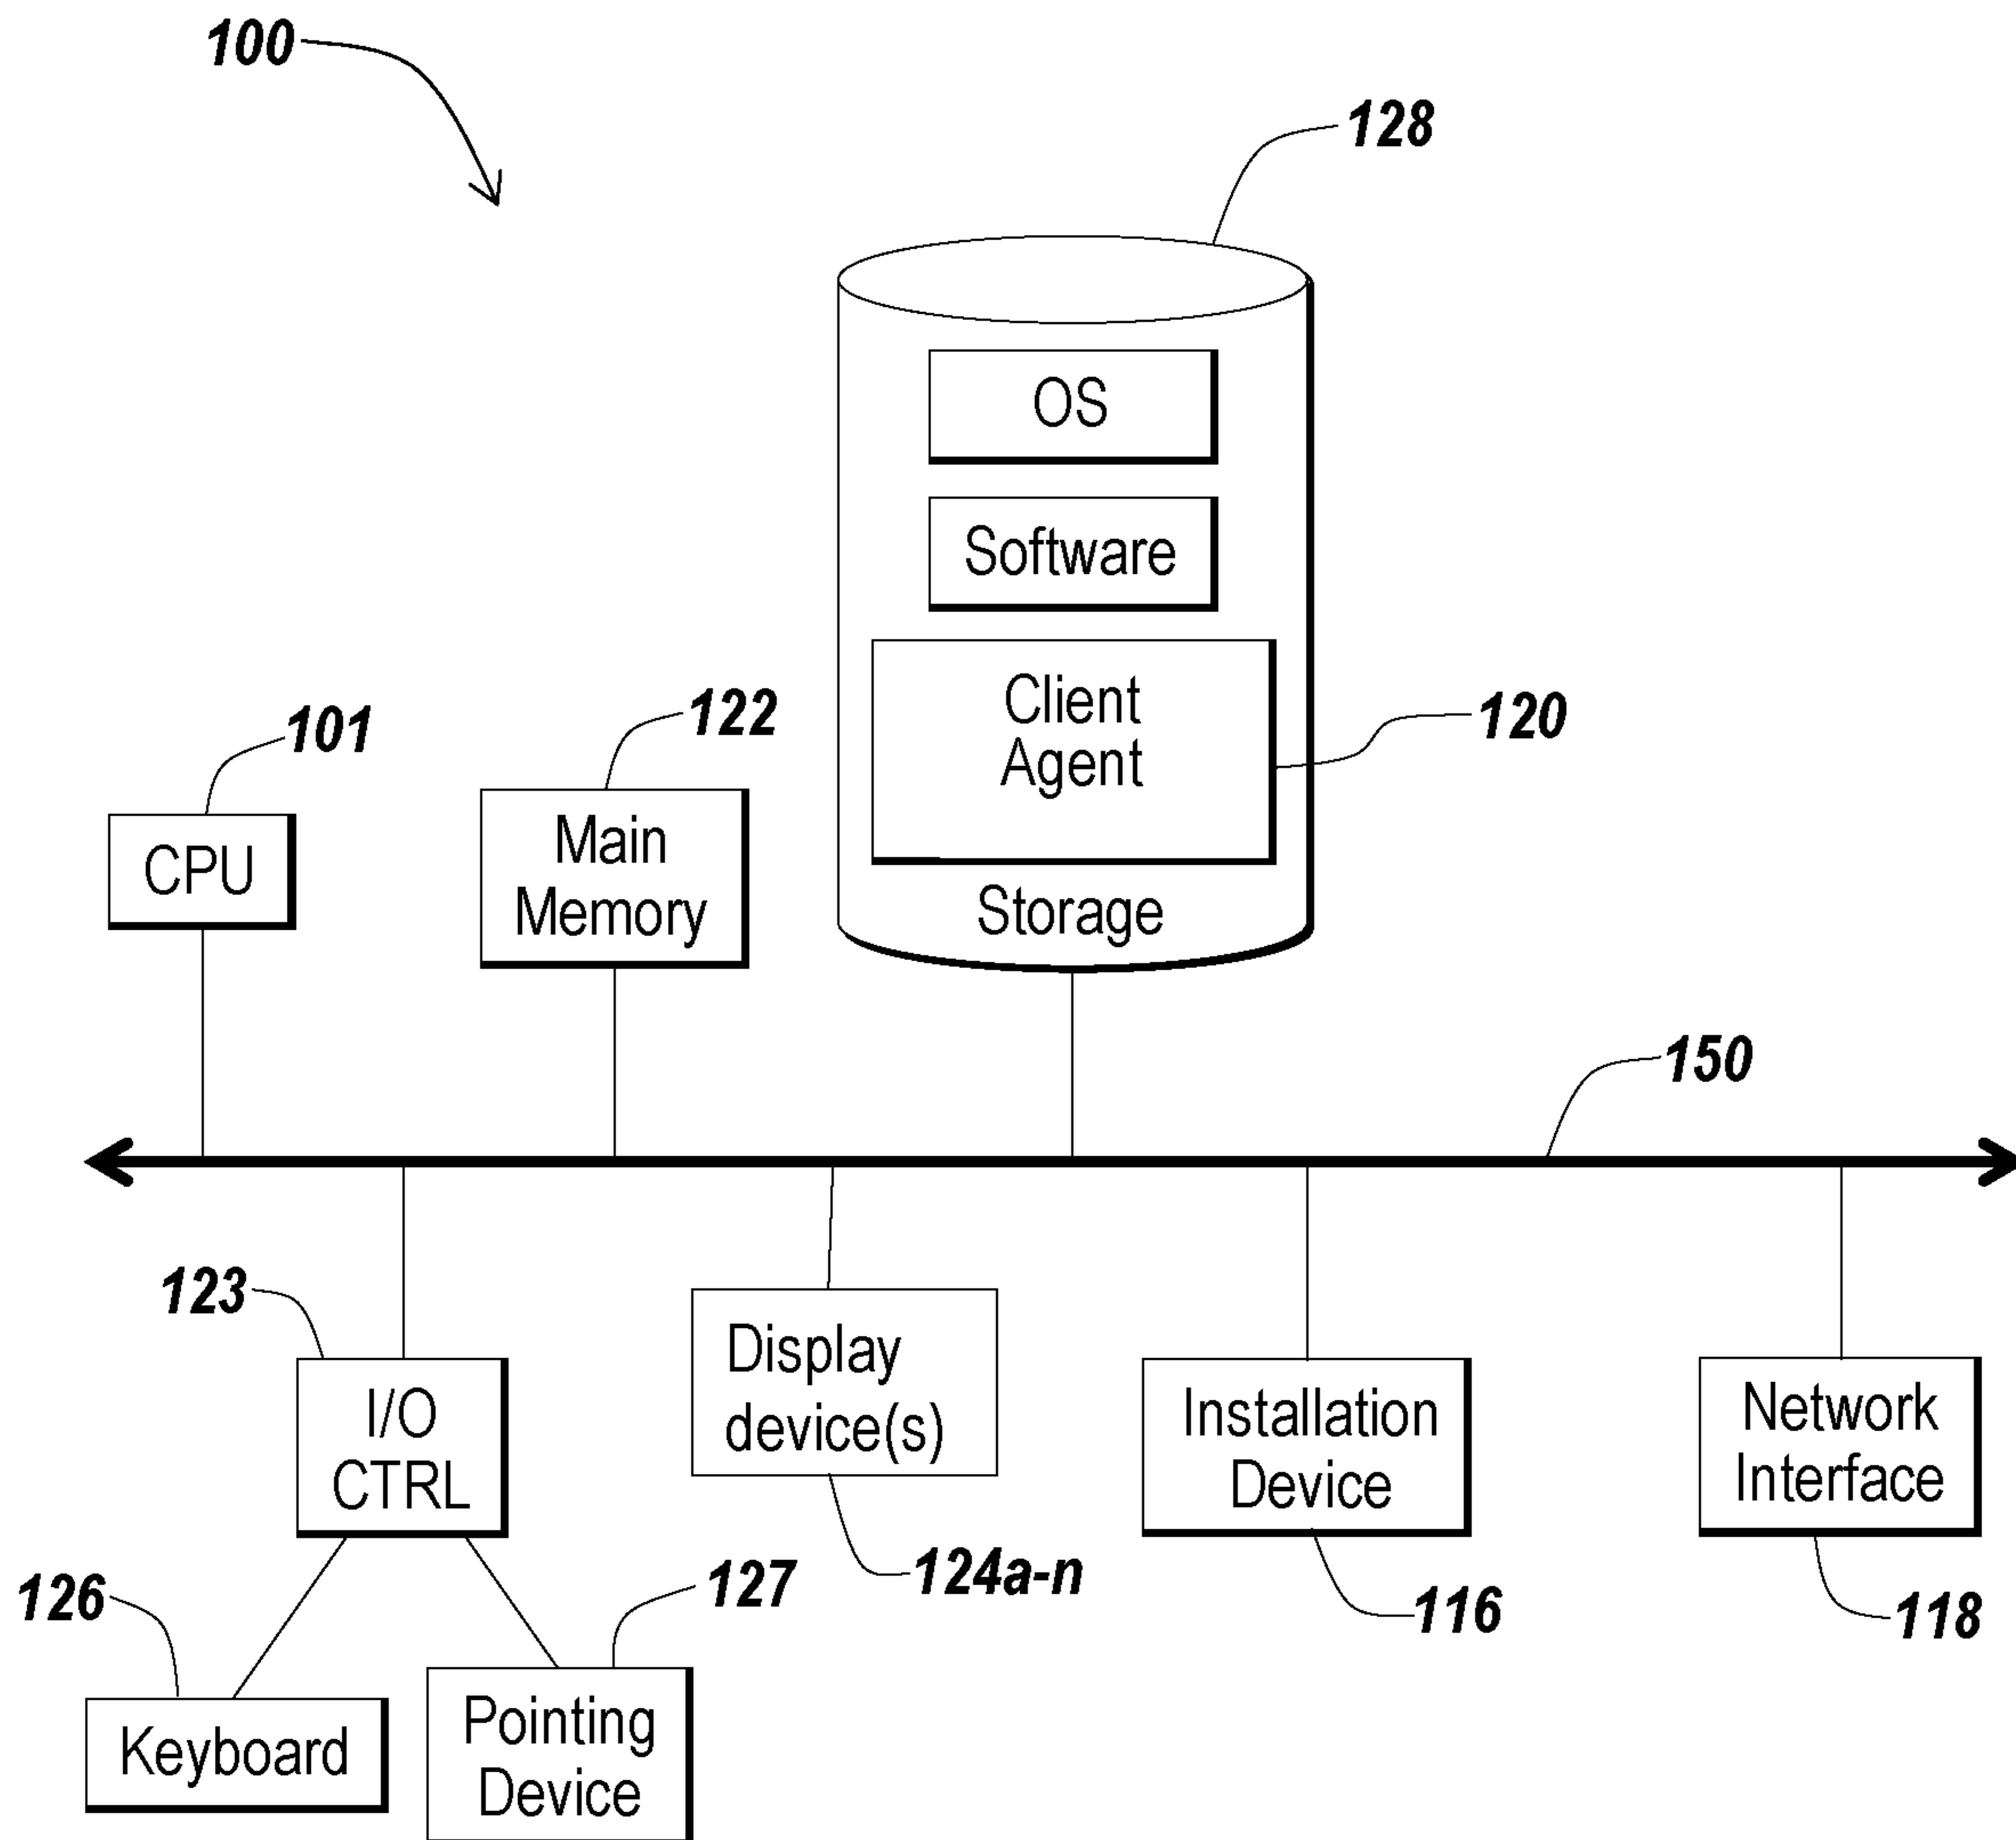 100
128
OS
Software
Client
Agent
120
Storage
101
CPU
122
Main
Memory
150
123
I/O
CTRL
Display
device(s)
124a-n
Installation
Device
116
Network
Interface
118
126
Keyboard
127
Pointing
Device